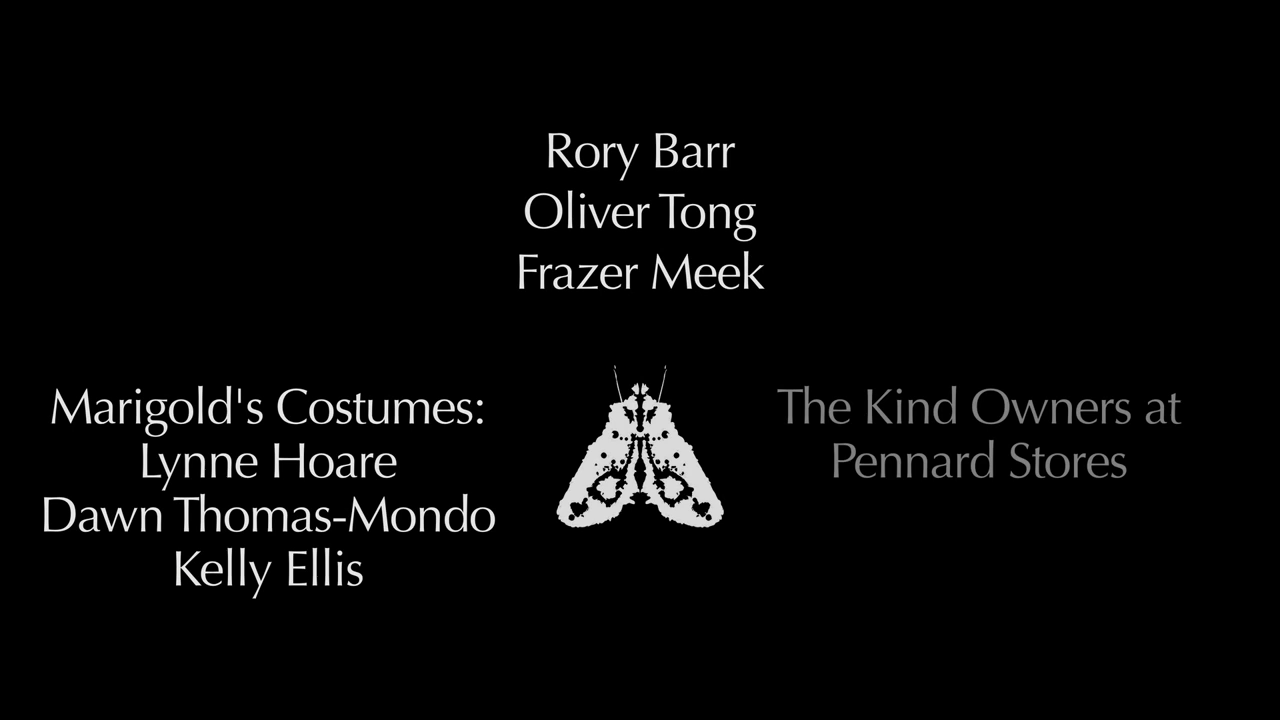 Rory Barr
Oliver Tong
Frazer Meek
Marigold's Costumes:
Lynne Hoare
Dawn Thomas-Mondo
Kelly Ellis
The Kind Owners at
Pennard Stores